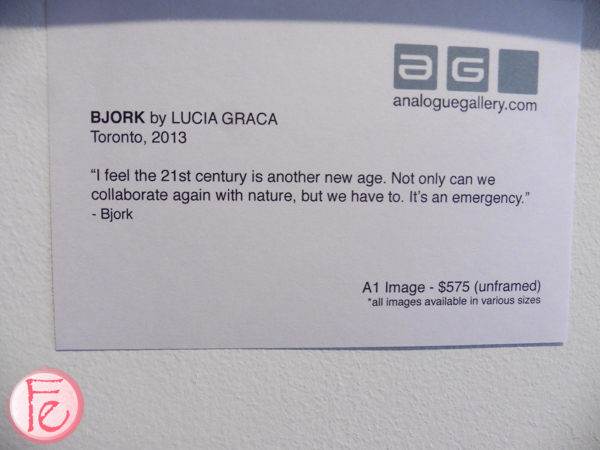 aG
analoguegallery.com
BJORK by LUCIA GRACA
Toronto, 2013
“I feel the 21st century is another new age. Not only can we
collaborate again with nature, but we have to. It’s an emergency.”
- Bjork
A1 Image - $575 (unframed)
*all images available in various sizes
Fe